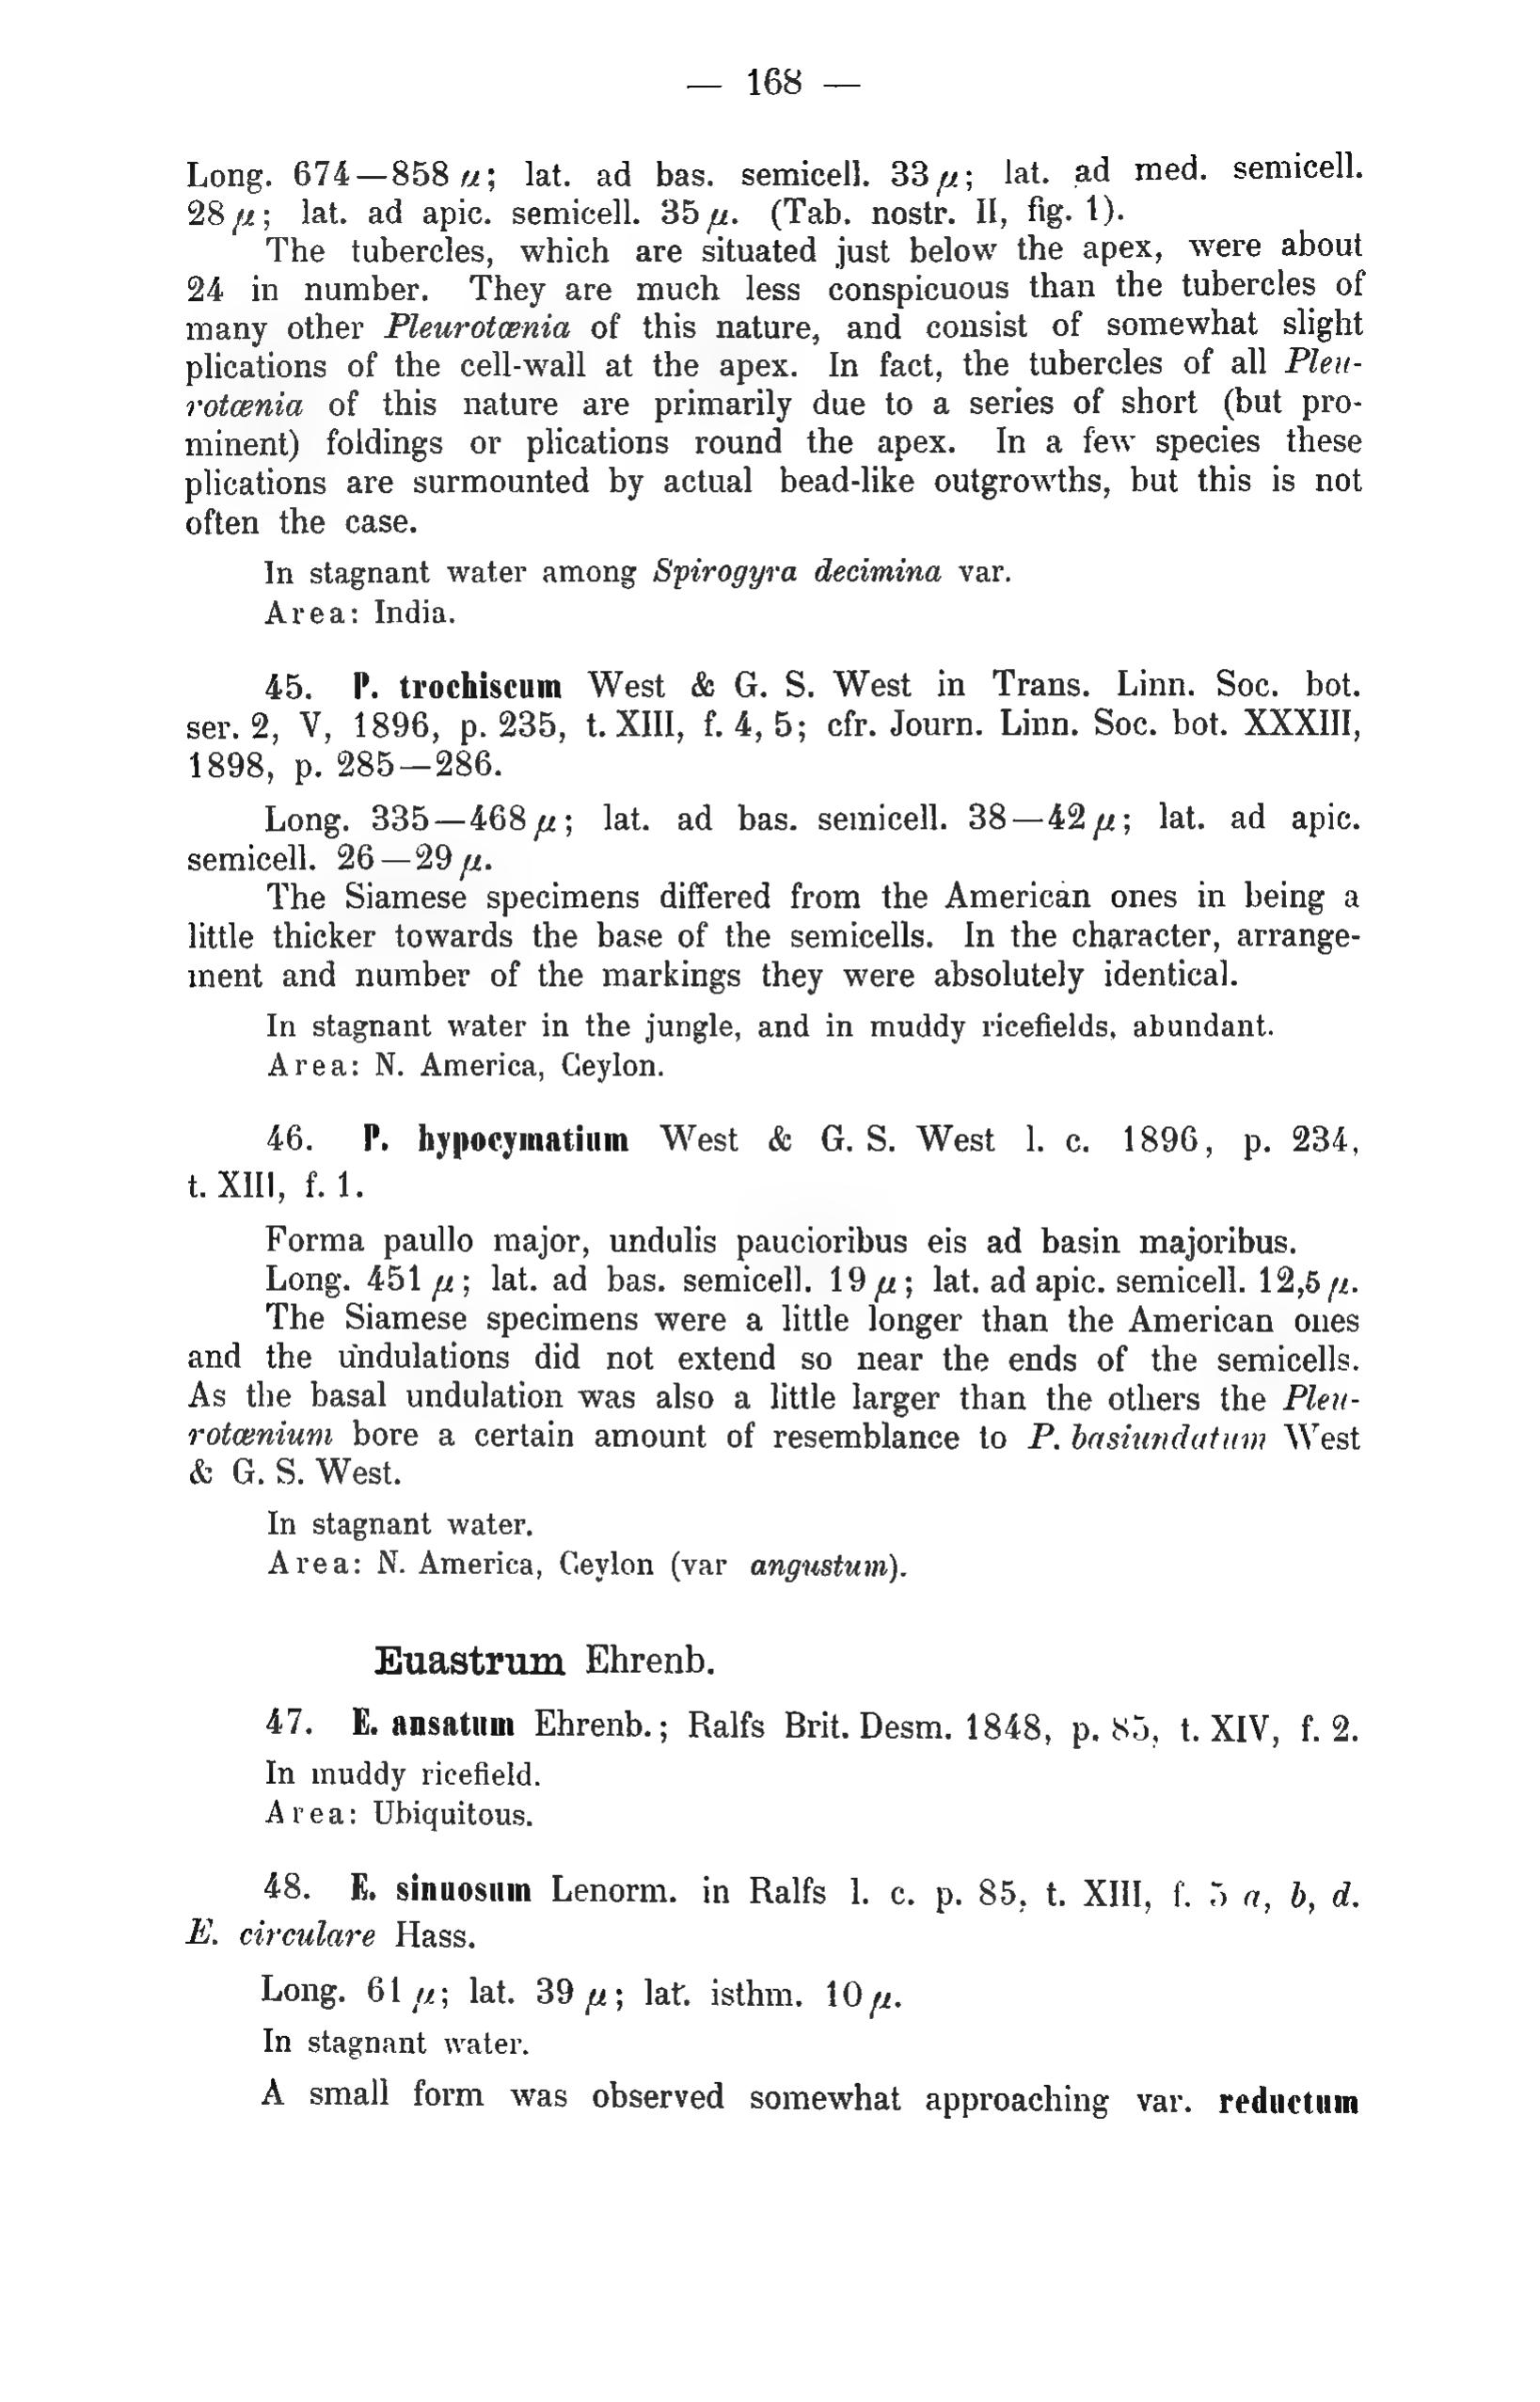 — 168 —
Long. 674—858 µ; lat. ad bas. semicell. 33 µ; lat. ad med. semicell.
28 µ; lat. ad apic. semicell. 35 µ. (Tab. nostr. II, fig. 1).
The tubercles, which are situated just below the apex, were about
24 in number. They are much less conspicuous than the tubercles of
many other Pleurotœnia of this nature, and consist of somewhat slight
plications of the cell-wall at the apex. In fact, the tubercles of all Pleu-
rotœnia of this nature are primarily due to a series of short (but pro-
minent) foldings or plications round the apex. In a few species these
plications are surmounted by actual bead-like outgrowths, but this is not
often the case.
In stagnant water among Spirogyra decimina var.
Area: India.
45. P. trochiscum West & G. S. West in Trans. Linn. Soc. bot.
ser. 2, V, 1896, p. 235, t. XIII, f. 4, 5; cfr. Journ. Linn. Soc. bot. XXXIII,
1898, p. 285—286.
Long. 335—468 µ; lat. ad bas. semicell. 38—42 µ; lat. ad apic.
semicell. 26—29 µ.
The Siamese specimens differed from the American ones in being a
little thicker towards the base of the semicells. In the character, arrange-
ment and number of the markings they were absolutely identical.
In stagnant water in the jungle, and in muddy ricefields, abundant.
Area: N. America, Ceylon.
46. P. hypocymatium West & G. S. West l. c. 1896, p. 234,
t. XIII, f. 1.
Forma paullo major, undulis paucioribus eis ad basin majoribus.
Long. 451 µ; lat. ad bas. semicell. 19 µ; lat. ad apic. semicell. 12,5 µ.
The Siamese specimens were a little longer than the American ones
and the undulations did not extend so near the ends of the semicells.
As the basal undulation was also a little larger than the others the Pleu-
rotœnium bore a certain amount of resemblance to P. basiundatum West
& G. S. West.
In stagnant water.
Area: N. America, Ceylon (var angustum).
Euastrum Ehrenb.
47. E. ansatum Ehrenb.; Ralfs Brit. Desm. 1848, p. 85, t. XIV, f. 2.
In muddy ricefield.
Area: Ubiquitous.
48. E. sinuosum Lenorm. in Ralfs l. c. p. 85, t. XIII, f. 5 a, b, d.
E. circulare Hass.
Long. 61 µ; lat. 39 µ; lat. isthm. 10 µ.
In stagnant water.
A small form was observed somewhat approaching var. reductum